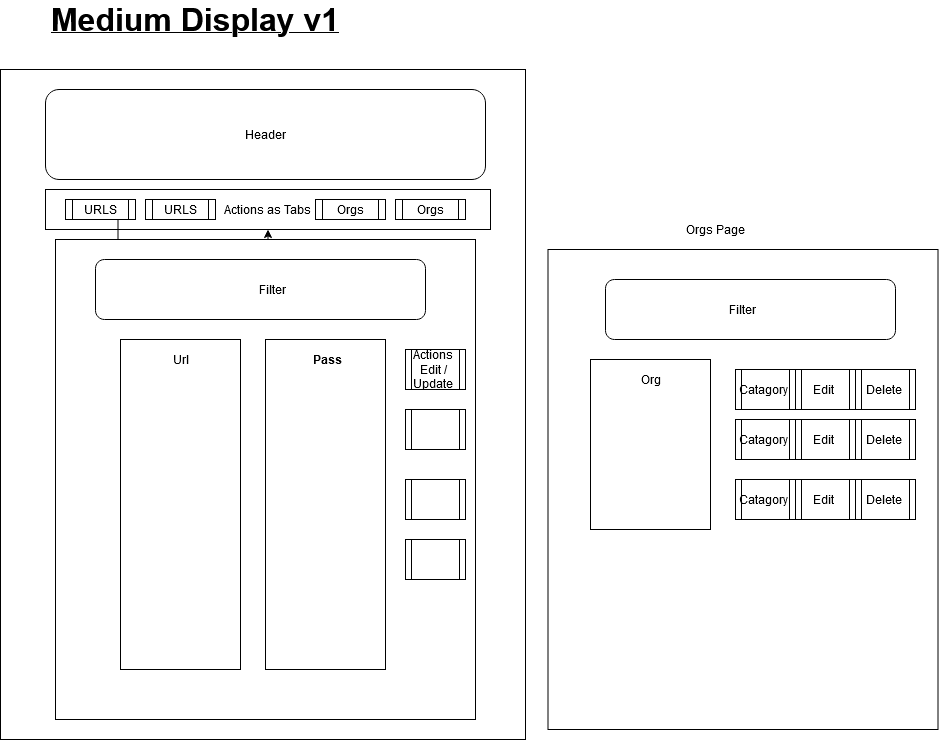 Medium Display v1
Header
URLS URLS Actions as Tabs Orgs Orgs
Filter
Url Pass
Actions
Edit /
Update
Orgs Page
Filter
Org
Catagory Edit Delete
Catagory Edit Delete
Catagory Edit Delete